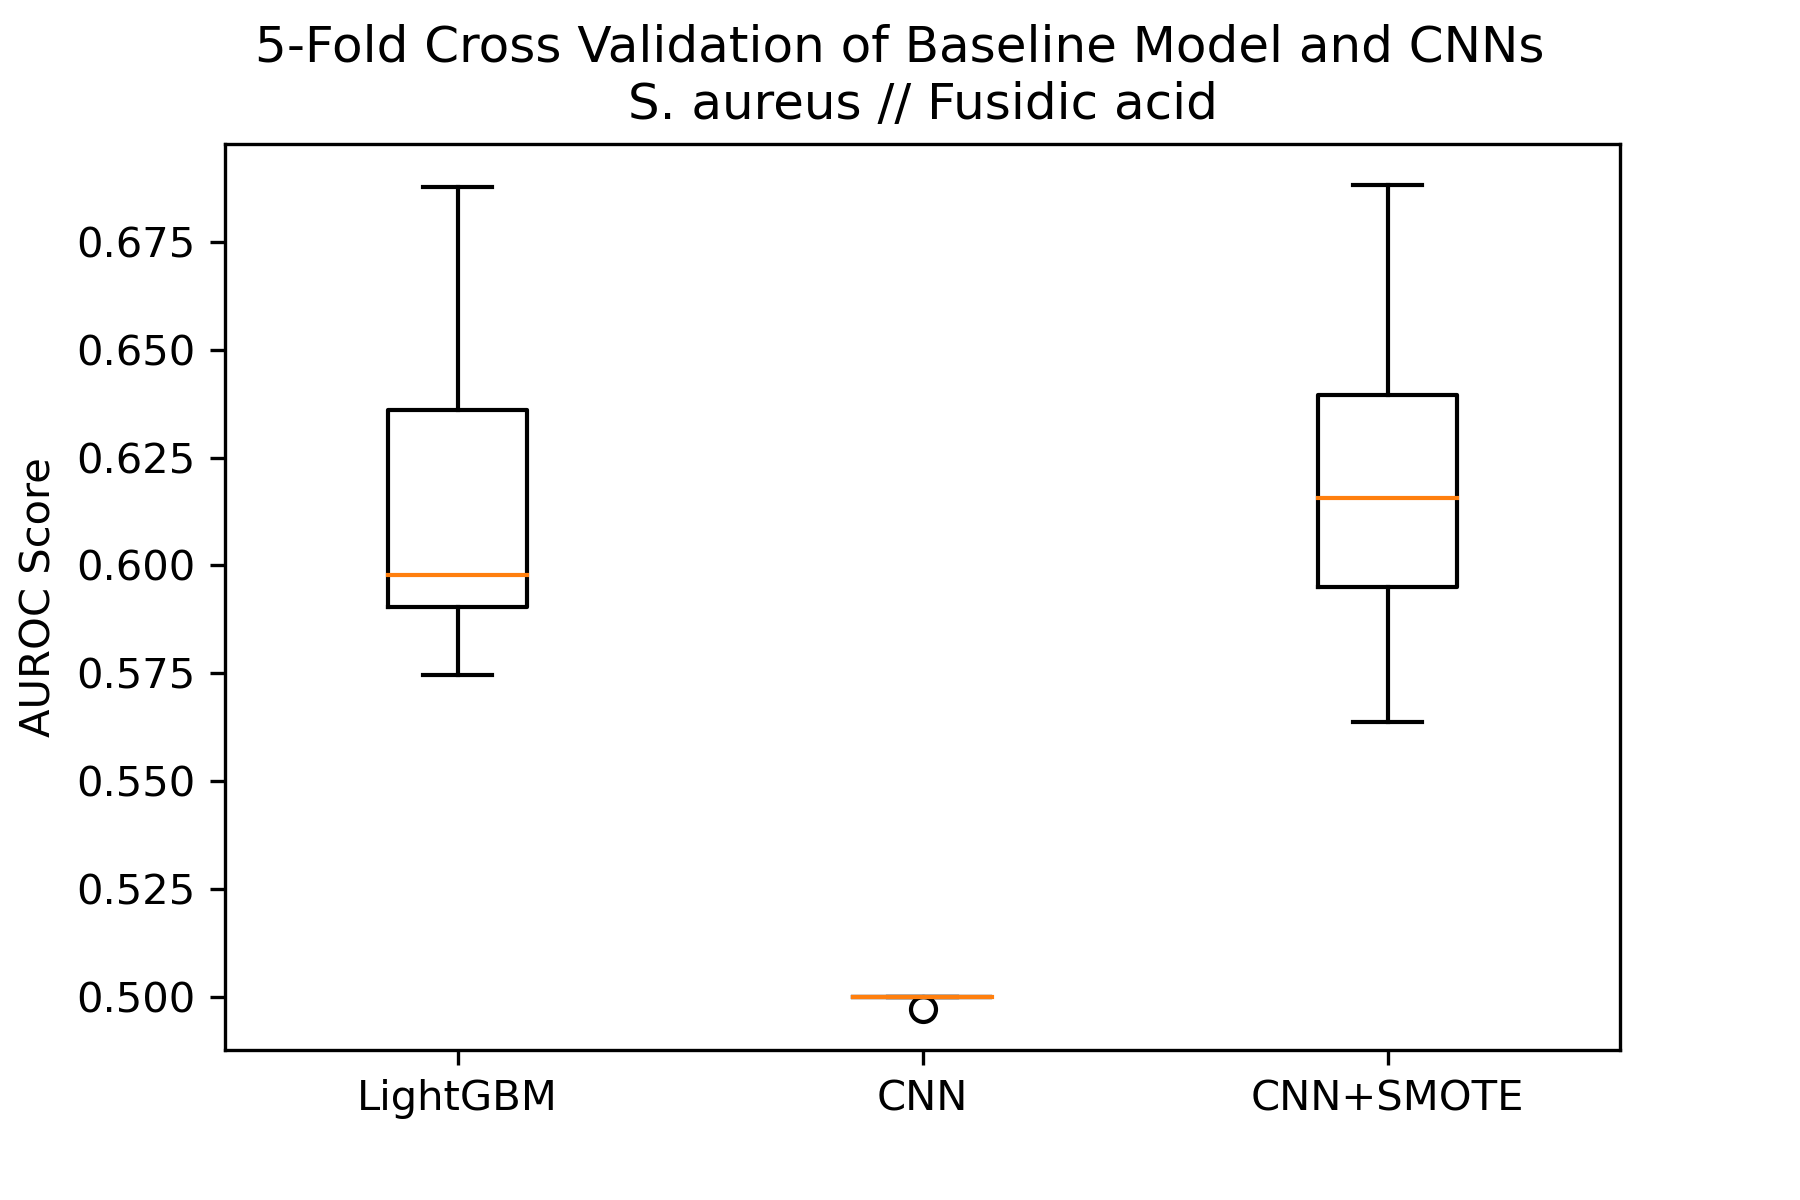 5-Fold Cross Validation of Baseline Model and CNNs
S. aureus // Fusidic acid
AUROC Score
0.675
0.650
0.625
0.600
0.575
0.550
0.525
0.500
LightGBM
CNN
CNN+SMOTE